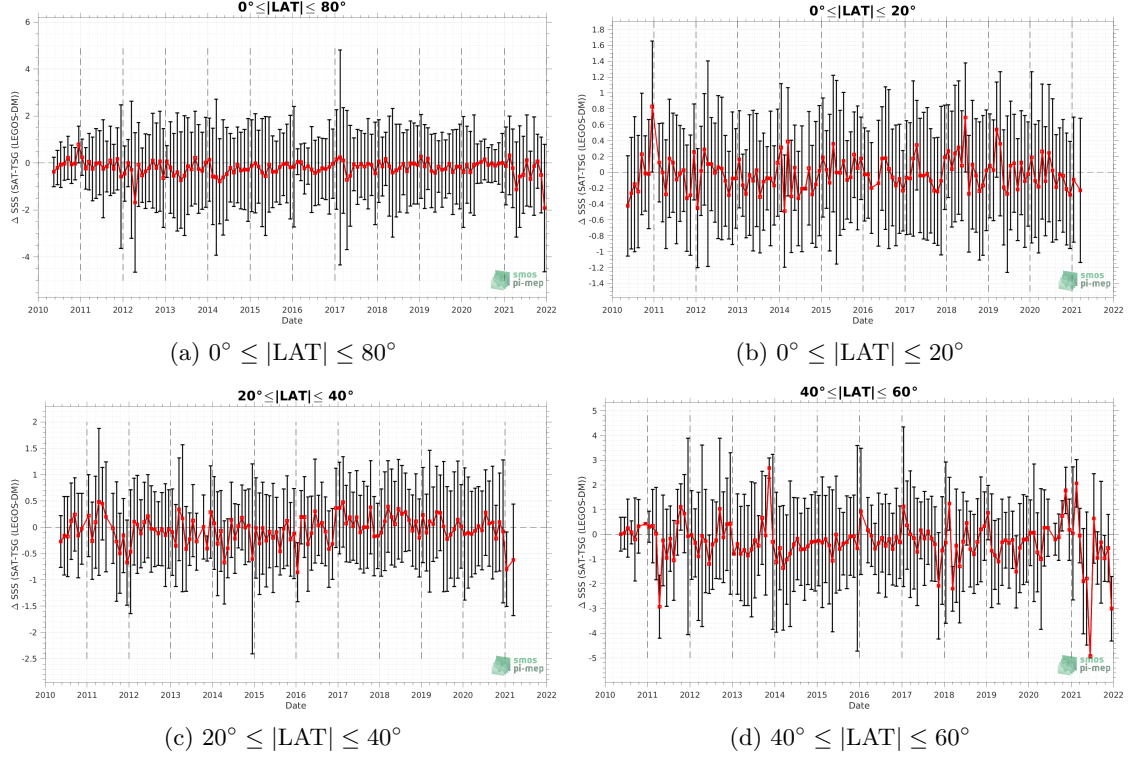 0°≤|LAT|≤ 80°
Δ SSS (SAT-TSG (LEGOS-DM))
6
4
2
0
-2
-4
2010 2011 2012 2013 2014 2015 2016 2017 2018 2019 2020 2021 2022
Date
smos
pi-mep
(a) 0° ≤ |LAT| ≤ 80°
0°≤|LAT|≤ 20°
Δ SSS (SAT-TSG (LEGOS-DM))
1.8
1.6
1.4
1.2
1
0.8
0.6
0.4
0.2
0
-0.2
-0.4
-0.6
-0.8
-1
-1.2
-1.4
2010 2011 2012 2013 2014 2015 2016 2017 2018 2019 2020 2021 2022
Date
smos
pi-mep
(b) 0° ≤ |LAT| ≤ 20°
20°≤|LAT|≤ 40°
Δ SSS (SAT-TSG (LEGOS-DM))
2
1.5
1
0.5
0
-0.5
-1
-1.5
-2
-2.5
2010 2011 2012 2013 2014 2015 2016 2017 2018 2019 2020 2021 2022
Date
smos
pi-mep
(c) 20° ≤ |LAT| ≤ 40°
40°≤|LAT|≤ 60°
Δ SSS (SAT-TSG (LEGOS-DM))
5
4
3
2
1
0
-1
-2
-3
-4
-5
2010 2011 2012 2013 2014 2015 2016 2017 2018 2019 2020 2021 2022
Date
smos
pi-mep
(d) 40° ≤ |LAT| ≤ 60°